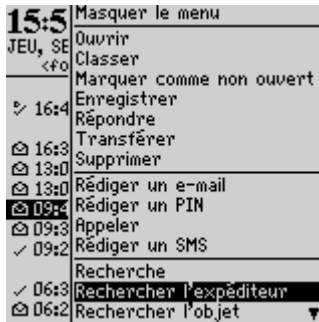 15:5
Masquer le menu
JEU, SE
Ouvrir
<fo
Classer
Marquer comme non ouvert
16:4
Enregistrer
Répondre
16:3
Transférer
13:0
Supprimer
13:0
Rédiger un e-mail
09:4
Rédiger un PIN
09:3
Appeler
09:2
Rédiger un SMS
Recherche
06:3
Rechercher l'expéditeur
06:2
Rechercher l'objet